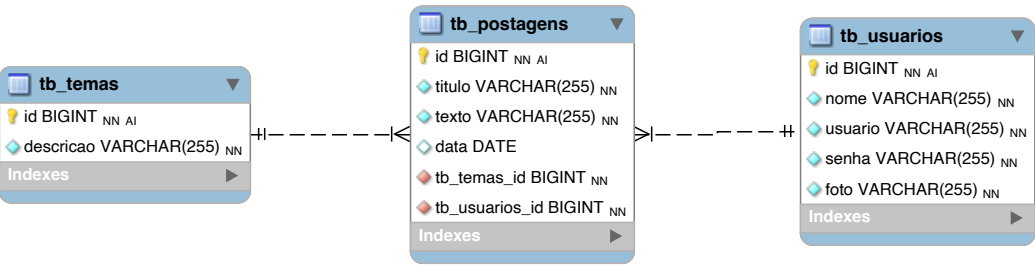 tb_temas
id BIGINT NN AI
descricao VARCHAR(255) NN
Indexes
tb_postagens
id BIGINT NN AI
titulo VARCHAR(255) NN
texto VARCHAR(255) NN
data DATE
tb_temas_id BIGINT NN
tb_usuarios_id BIGINT NN
Indexes
tb_usuarios
id BIGINT NN AI
nome VARCHAR(255) NN
usuario VARCHAR(255) NN
senha VARCHAR(255) NN
foto VARCHAR(255) NN
Indexes